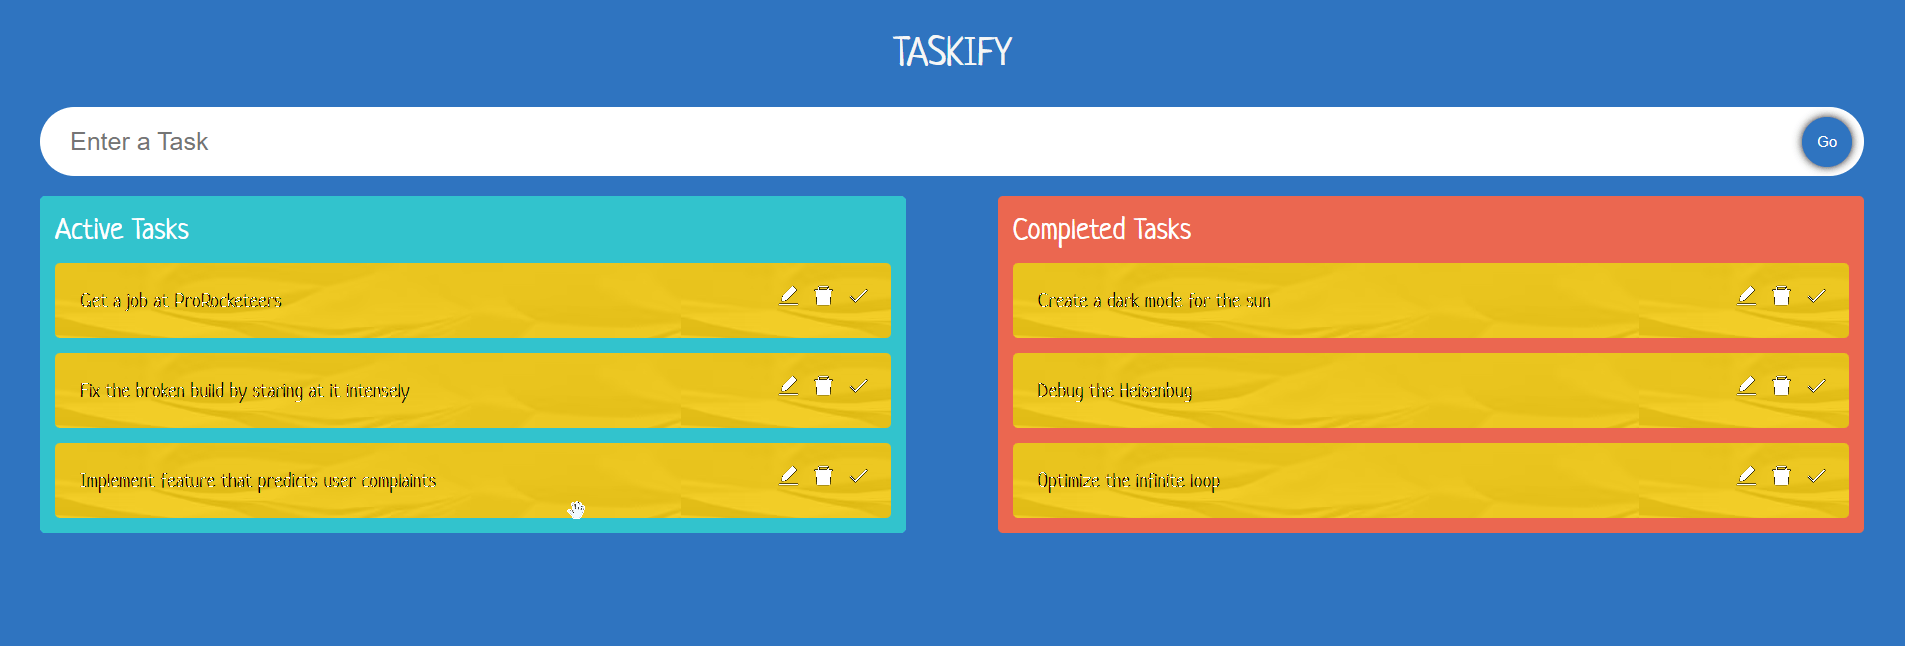 TASKIFY
Enter a Task
Go
Active Tasks
Get a job at ProRocketeers
Fix the broken build by staring at it intensely
Implement feature that predicts user complaints
Completed Tasks
Create a dark mode for the sun
Debug the Heisenbug
Optimize the infinite loop